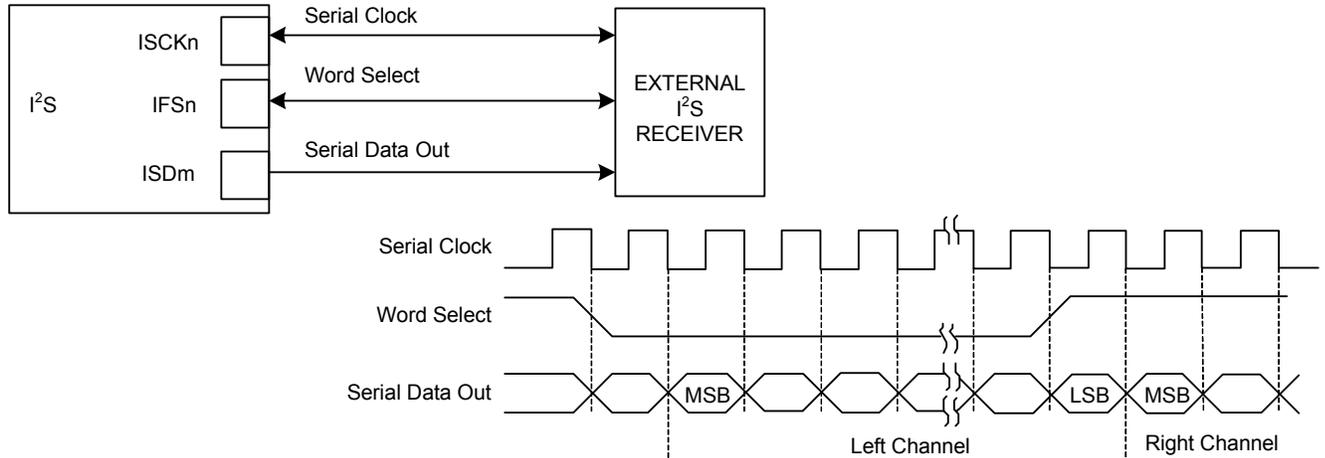 Serial Clock
ISCKn
Word Select
I²S
IFSn
EXTERNAL
I²S
RECEIVER
Serial Data Out
ISDm
Serial Clock
Word Select
Serial Data Out
MSB
LSB
MSB
Left Channel
Right Channel